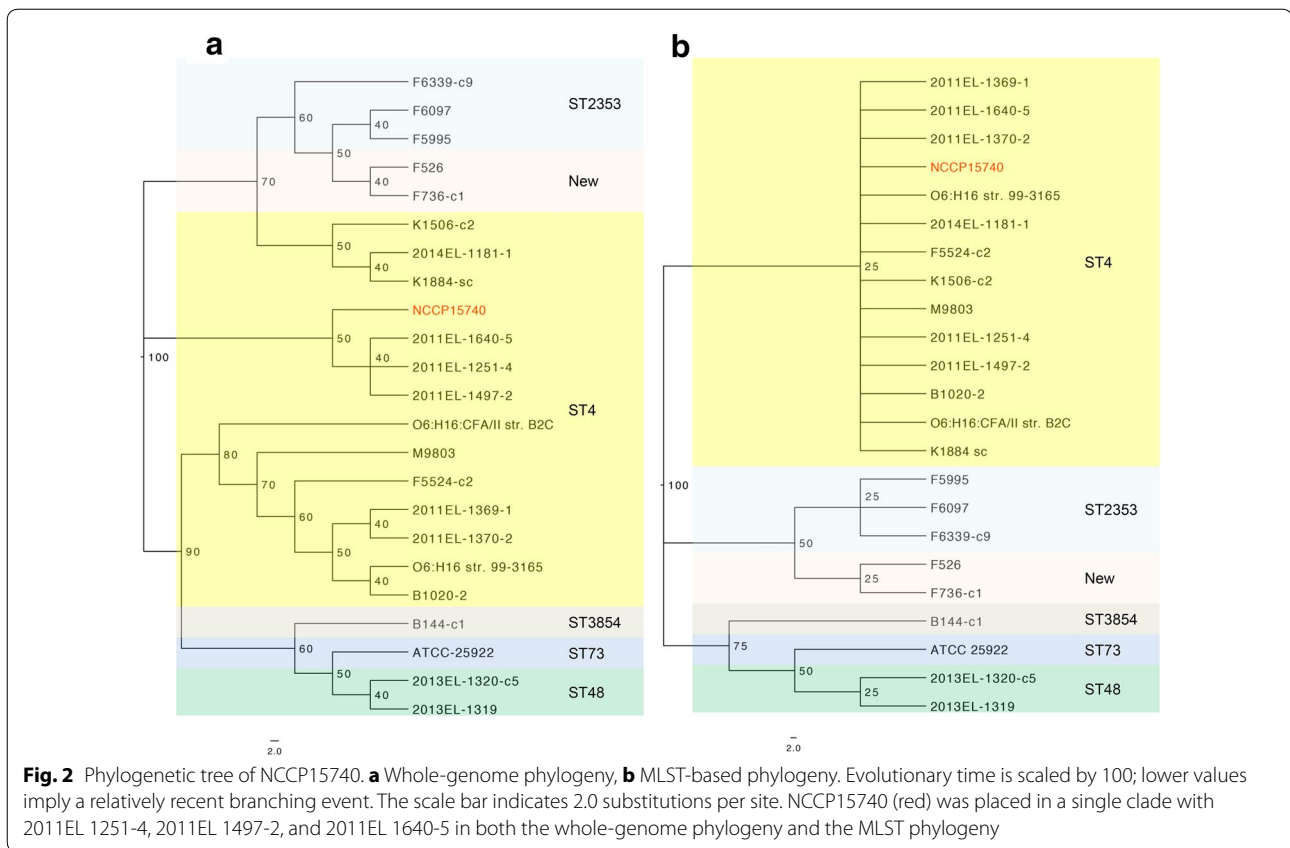 a
F6339-c9
F6097
F5995
ST2353
F526
F736-c1
New
K1506-c2
2014EL-1181-1
K1884-sc
NCCP15740
2011EL-1640-5
2011EL-1251-4
2011EL-1497-2
O6:H16:CFA/II str. B2C
M9803
F5524-c2
2011EL-1369-1
2011EL-1370-2
O6:H16 str. 99-3165
B1020-2
ST4
B144-c1
ST3854
ATCC-25922
ST73
2013EL-1320-c5
2013EL-1319
ST48
60
40
50
40
70
50
40
100
50
40
80
70
60
40
50
40
90
60
50
40
2.0
b
2011EL-1369-1
2011EL-1640-5
2011EL-1370-2
NCCP15740
O6:H16 str. 99-3165
2014EL-1181-1
F5524-c2
K1506-c2
M9803
2011EL-1251-4
2011EL-1497-2
B1020-2
O6:H16:CFA/II str. B2C
K1884 sc
ST4
F5995
F6097
F6339-c9
ST2353
F526
F736-c1
New
B144-c1
ST3854
ATCC 25922
ST73
2013EL-1320-c5
2013EL-1319
ST48
25
100
25
50
25
75
50
25
2.0
Fig. 2 Phylogenetic tree of NCCP15740. a Whole-genome phylogeny, b MLST-based phylogeny. Evolutionary time is scaled by 100; lower values
imply a relatively recent branching event. The scale bar indicates 2.0 substitutions per site. NCCP15740 (red) was placed in a single clade with
2011EL 1251-4, 2011EL 1497-2, and 2011EL 1640-5 in both the whole-genome phylogeny and the MLST phylogeny